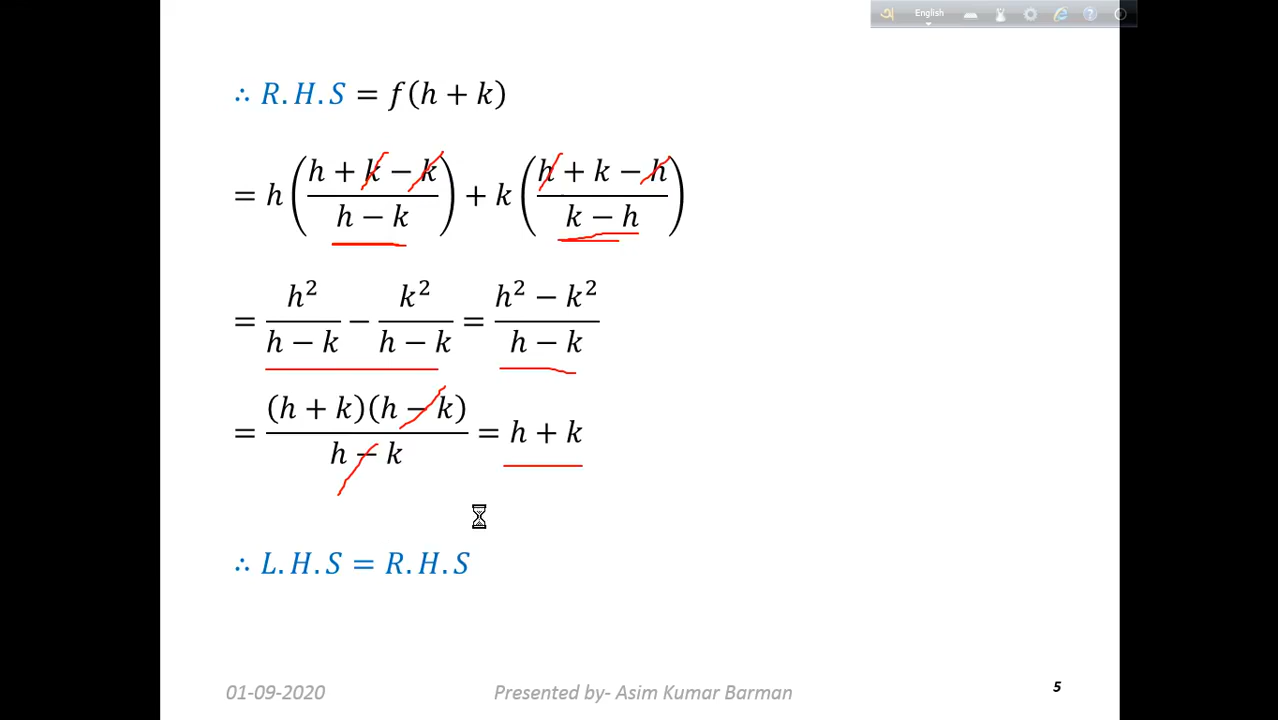 English
∴ R.H.S = f(h + k)
= h((h + k − k)/(h − k)) + k((h + k − h)/(k − h))
= h²/(h − k) − k²/(h − k) = (h² − k²)/(h − k)
= (h + k)(h − k)/(h − k) = h + k
∴ L.H.S = R.H.S
01-09-2020 Presented by- Asim Kumar Barman 5